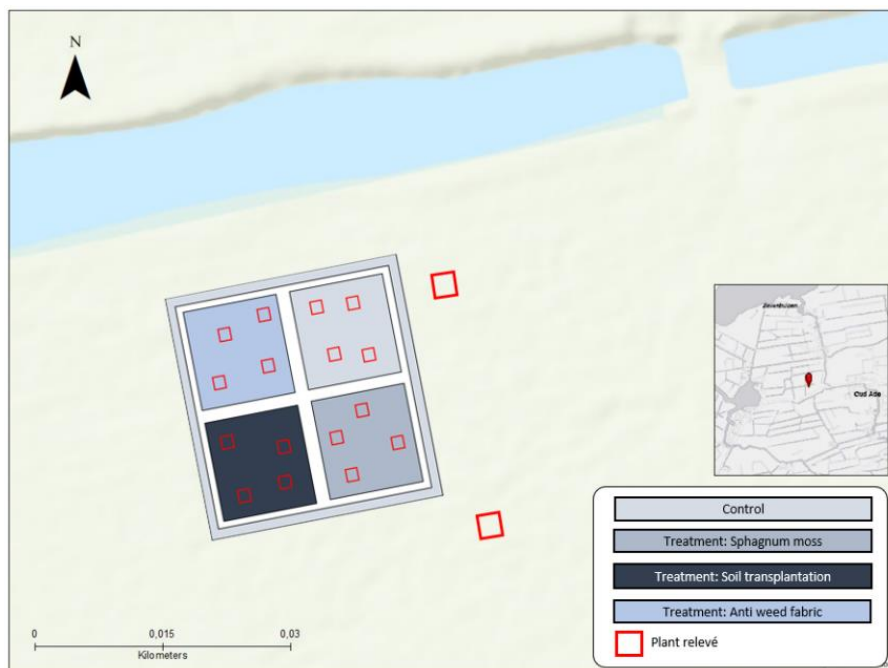 N
Oud Ade
Control
Treatment: Sphagnum moss
Treatment: Soil transplantation
Treatment: Anti weed fabric
Plant relevé
0
0,015
0,03
Kilometers